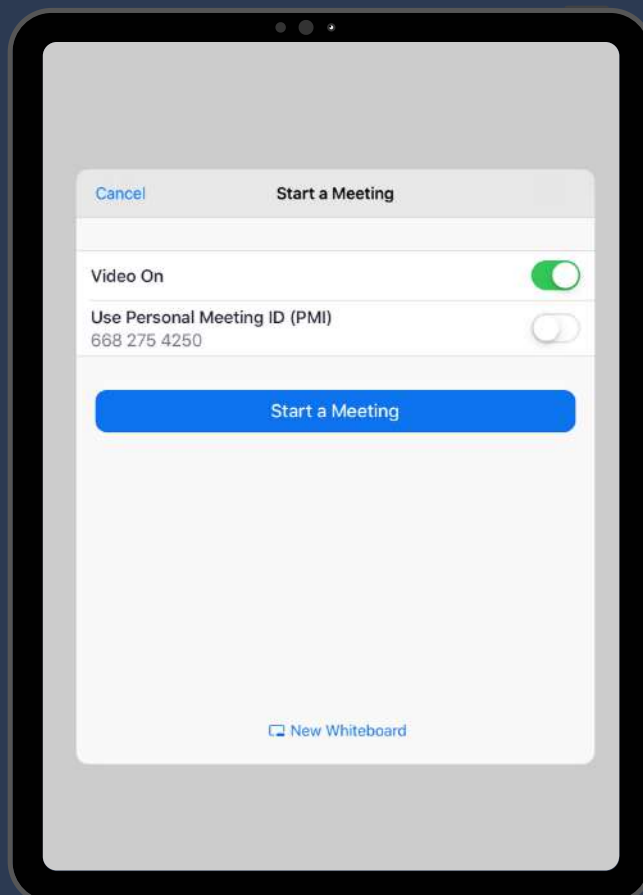 Cancel
Start a Meeting
Video On
Use Personal Meeting ID (PMI)
668 275 4250
Start a Meeting
New Whiteboard